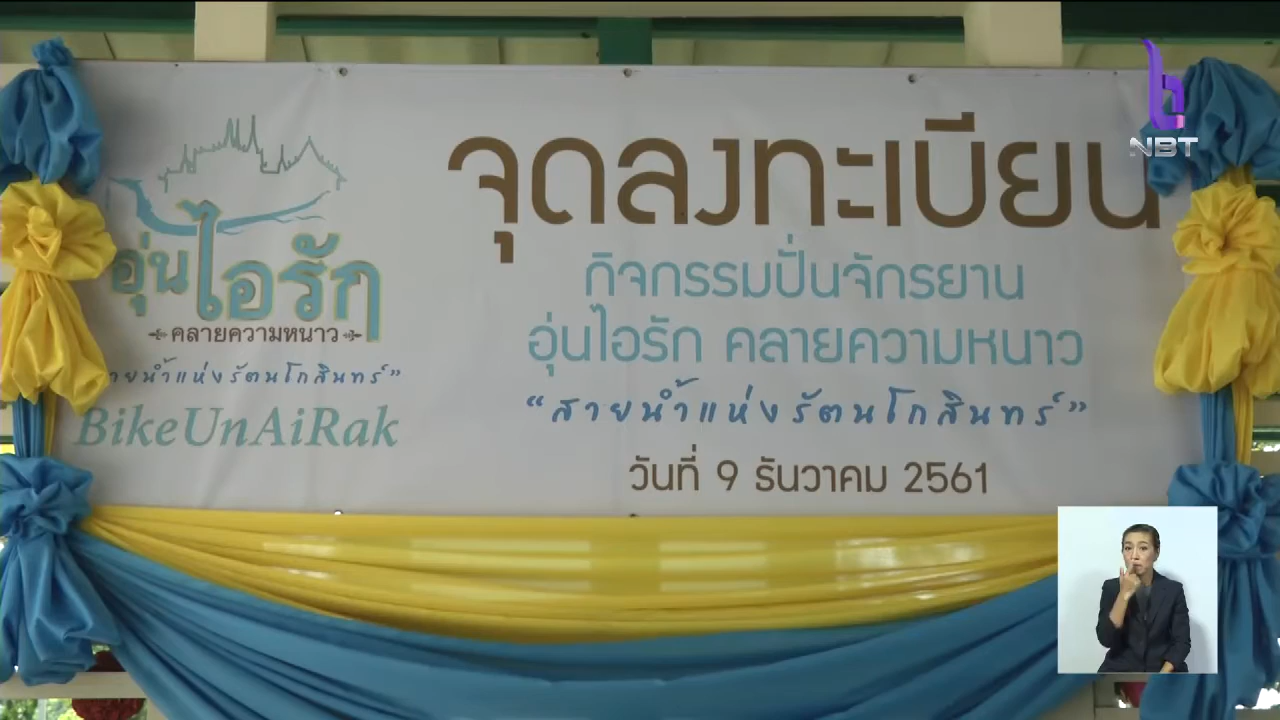 อุ่นไอรัก
คลายความหนาว
สายน้ำแห่งรัตนโกสินทร์”
BikeUnAiRak
จุดลงทะเบียน
กิจกรรมปั่นจักรยาน
อุ่นไอรัก คลายความหนาว
“สายน้ำแห่งรัตนโกสินทร์”
วันที่ 9 ธันวาคม 2561
NBT